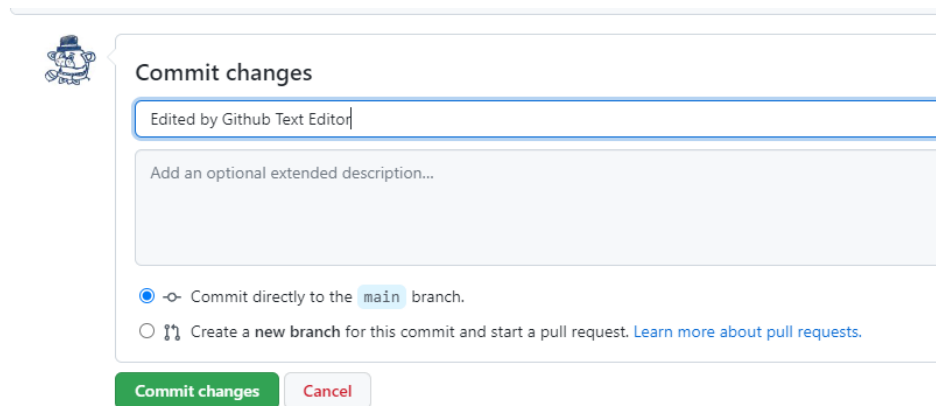 Commit changes
Edited by Github Text Editor
Add an optional extended description...
Commit directly to the main branch.
Create a new branch for this commit and start a pull request. Learn more about pull requests.
Commit changes Cancel